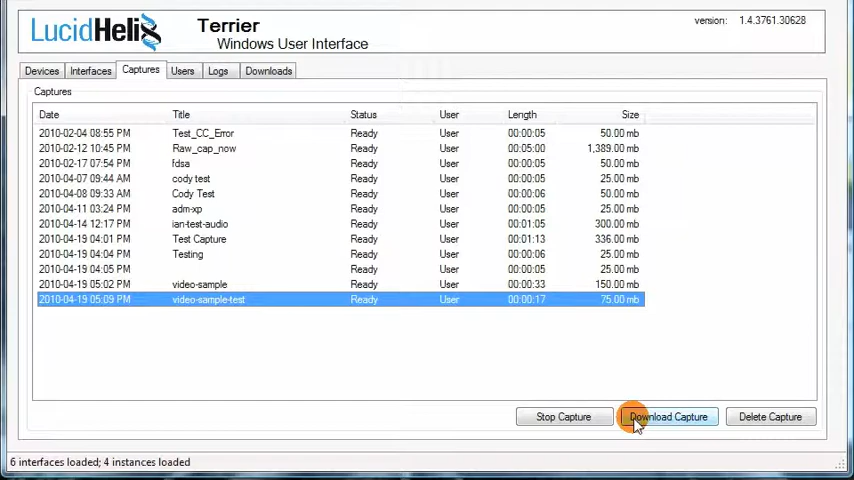 LucidHelix
Terrier
Windows User Interface
version: 1.4.3761.30628
Devices Interfaces Captures Users Logs Downloads
Captures
Date Title Status User Length Size
2010-02-04 08:55 PM Test_CC_Error Ready User 00:00:05 50.00 mb
2010-02-12 10:45 PM Raw_cap_now Ready User 00:05:00 1,389.00 mb
2010-02-17 07:54 PM fdsa Ready User 00:00:05 25.00 mb
2010-04-07 09:44 AM cody test Ready User 00:00:05 25.00 mb
2010-04-08 09:33 AM Cody Test Ready User 00:00:06 50.00 mb
2010-04-11 03:24 PM adm-xp Ready User 00:00:05 25.00 mb
2010-04-14 12:17 PM ian-test-audio Ready User 00:01:05 300.00 mb
2010-04-19 04:01 PM Test Capture Ready User 00:01:13 336.00 mb
2010-04-19 04:04 PM Testing Ready User 00:00:06 25.00 mb
2010-04-19 04:05 PM Ready User 00:00:05 25.00 mb
2010-04-19 05:02 PM video-sample Ready User 00:00:33 150.00 mb
2010-04-19 05:09 PM video-sample-test Ready User 00:00:17 75.00 mb
Stop Capture Download Capture Delete Capture
6 interfaces loaded; 4 instances loaded